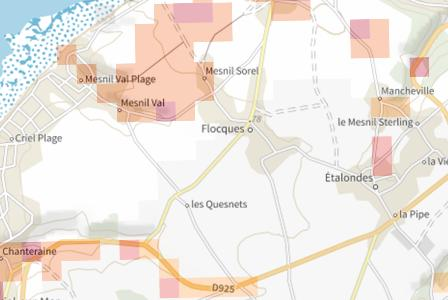 Mesnil Sorel
Mesnil Val Plage
Mancheville
Mesnil Val
78
le Mesnil Sterling
Flocques
Criel Plage
la Vi
Étalondes
les Quesnets
la Pipe
Chanteraine
D925